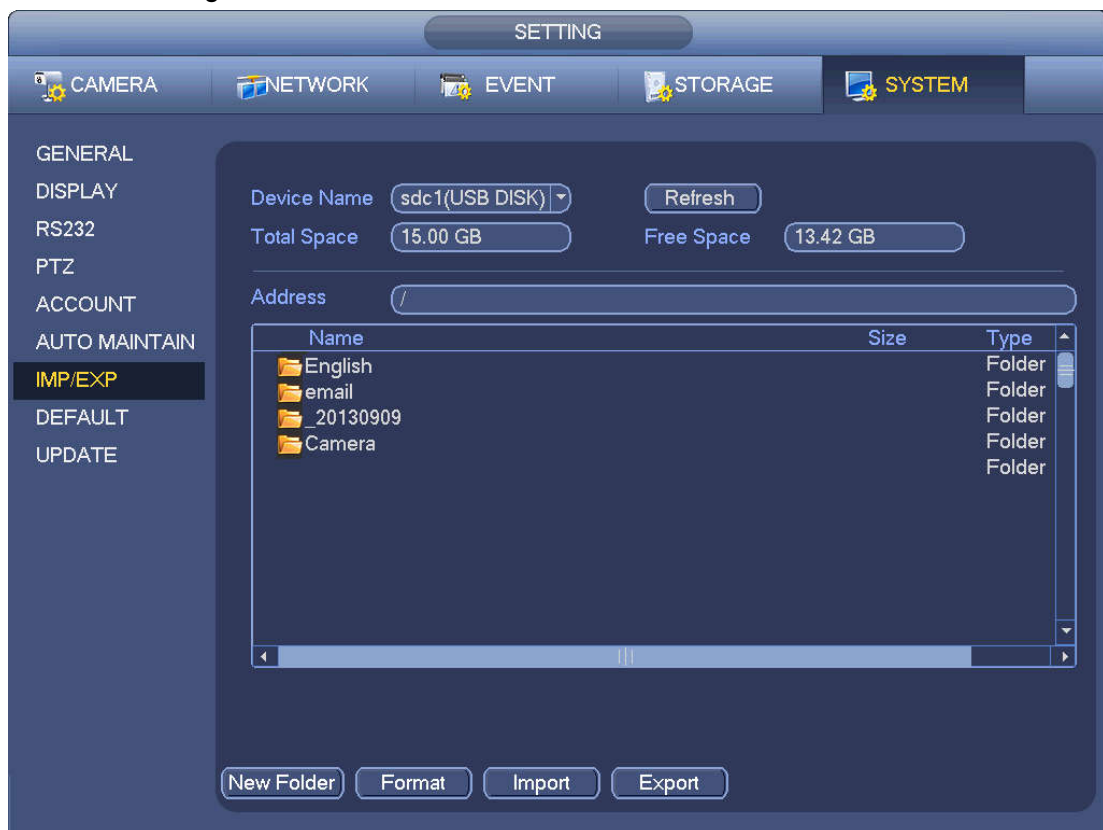 SETTING
CAMERA NETWORK EVENT STORAGE SYSTEM
GENERAL
DISPLAY
RS232
PTZ
ACCOUNT
AUTO MAINTAIN
IMP/EXP
DEFAULT
UPDATE
Device Name sdc1(USB DISK) Refresh
Total Space 15.00 GB Free Space 13.42 GB
Address /
Name Size Type
English Folder
email Folder
_20130909 Folder
Camera Folder
Folder
New Folder Format Import Export